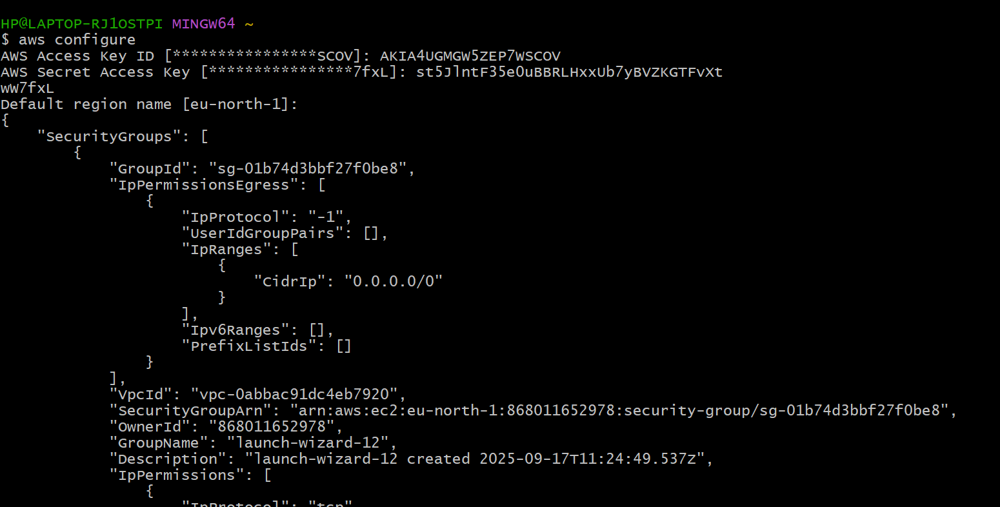 HP@LAPTOP-RJ1OSTPI MINGW64 ~
$ aws configure
AWS Access Key ID [****************SCOV]: AKIA4UGMGW5ZEP7WSCOV
AWS Secret Access Key [****************7fxL]: st5JlntF35e0uBBRLHxxUb7yBVZKGTFvXt
wW7fxL
Default region name [eu-north-1]:
{
    "SecurityGroups": [
        {
            "GroupId": "sg-01b74d3bbf27f0be8",
            "IpPermissionsEgress": [
                {
                    "IpProtocol": "-1",
                    "UserIdGroupPairs": [],
                    "IpRanges": [
                        {
                            "CidrIp": "0.0.0.0/0"
                        }
                    ],
                    "Ipv6Ranges": [],
                    "PrefixListIds": []
                }
            ],
            "VpcId": "vpc-0abbac91dc4eb7920",
            "SecurityGroupArn": "arn:aws:ec2:eu-north-1:868011652978:security-group/sg-01b74d3bbf27f0be8",
            "OwnerId": "868011652978",
            "GroupName": "launch-wizard-12",
            "Description": "launch-wizard-12 created 2025-09-17T11:24:49.537Z",
            "IpPermissions": [
                {
                    "IpProtocol": "tcp"